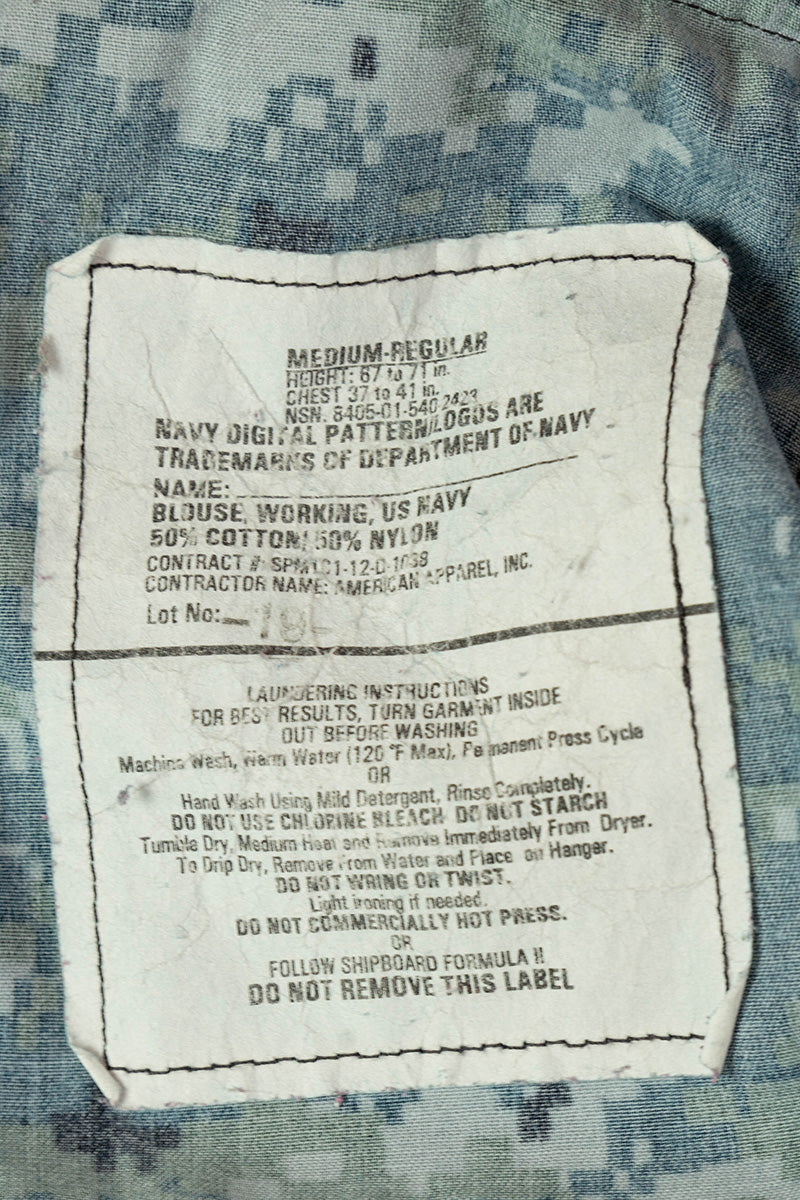 MEDIUM-REGULAR
HEIGHT: 67 to 71 in.
CHEST 37 to 41 in.
NSN. 8405-01-540-2423
NAVY DIGITAL PATTERN/LOGOS ARE
TRADEMARKS OF DEPARTMENT OF NAVY
NAME:
BLOUSE, WORKING, US NAVY
50% COTTON/ 50% NYLON
CONTRACT #:
CONTRACTOR NAME: AMERICAN APPAREL, INC.
Lot No:
LAUNDERING INSTRUCTIONS
FOR BEST RESULTS, TURN GARMENT INSIDE
OUT BEFORE WASHING
Machine Wash, Warm Water (120 °F Max), Permanent Press Cycle
OR
Hand Wash Using Mild Detergent, Rinse Completely.
DO NOT USE CHLORINE BLEACH DO NOT STARCH
Tumble Dry, Medium Heat and Remove Immediately From Dryer.
To Drip Dry, Remove From Water and Place on Hanger.
DO NOT WRING OR TWIST.
Light ironing if needed.
DO NOT COMMERCIALLY HOT PRESS.
OR
FOLLOW SHIPBOARD FORMULA II
DO NOT REMOVE THIS LABEL